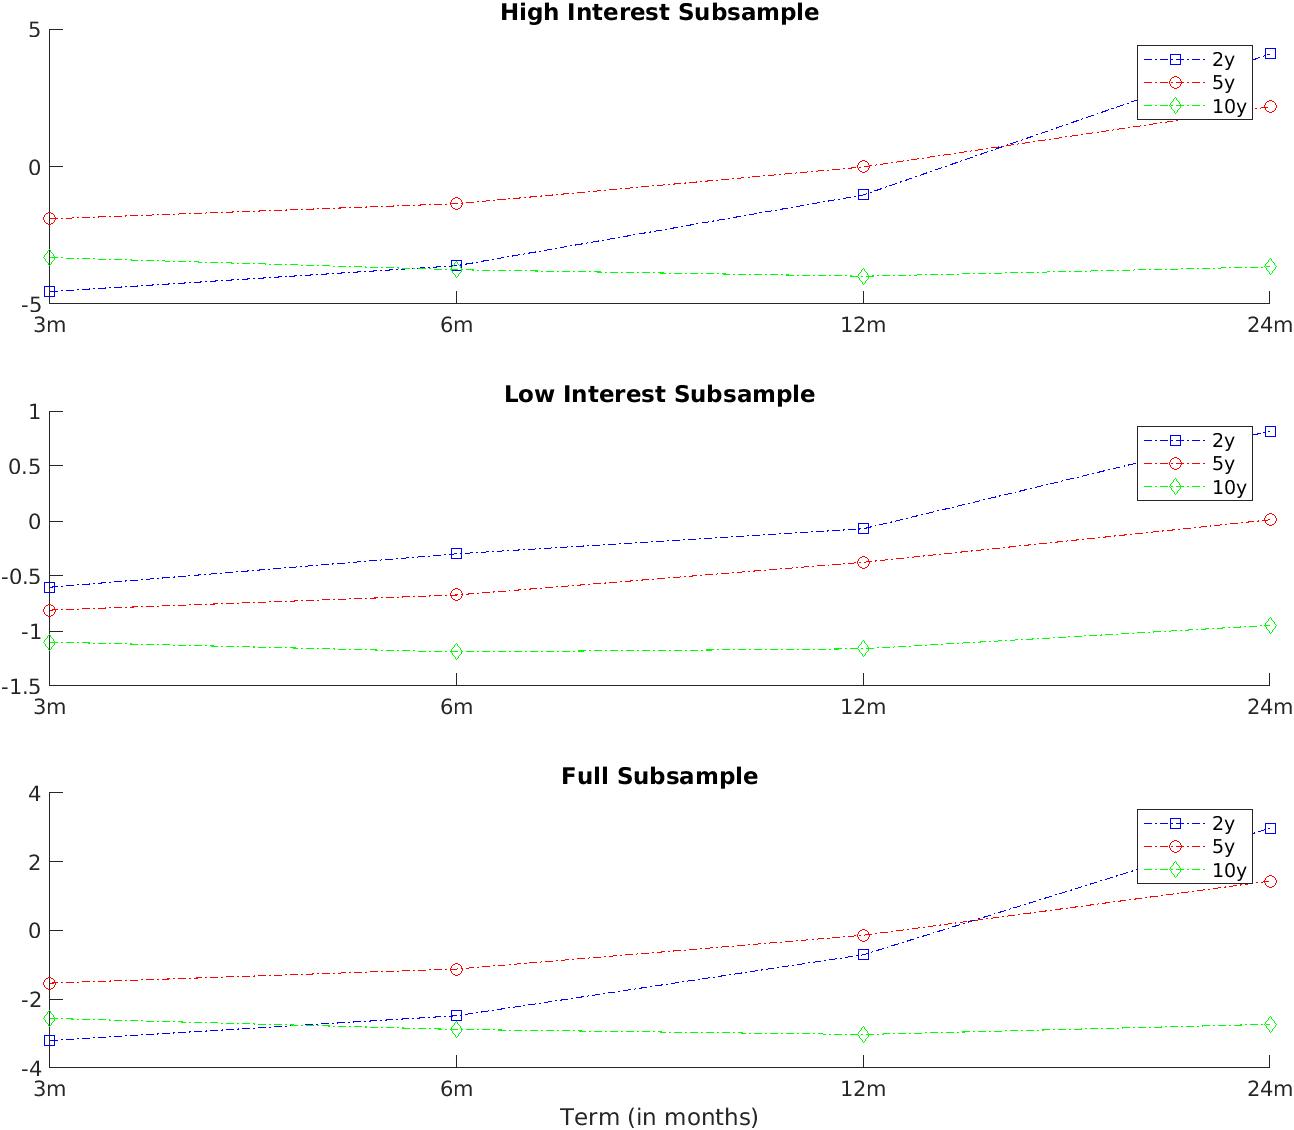 High Interest Subsample
5
0
-5
3m 6m 12m 24m
2y
5y
10y
Low Interest Subsample
1
0.5
0
-0.5
-1
-1.5
3m 6m 12m 24m
2y
5y
10y
Full Subsample
4
2
0
-2
-4
3m 6m 12m 24m
2y
5y
10y
Term (in months)